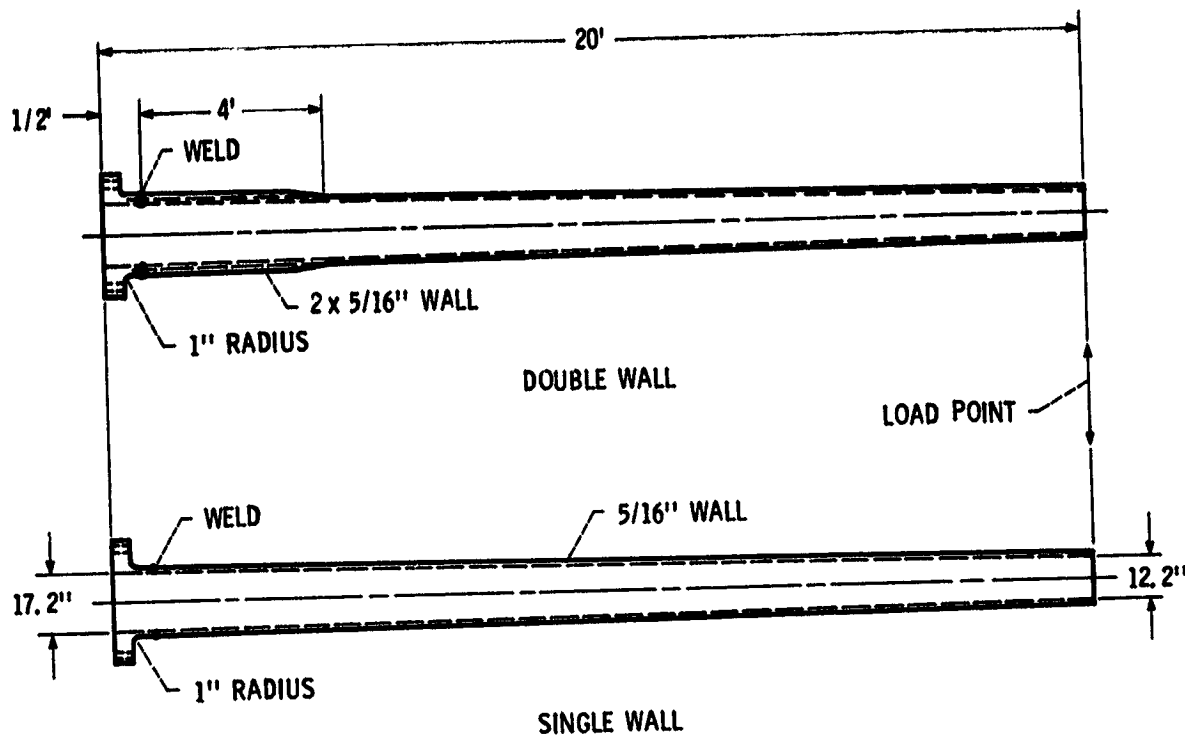 20'
1/2'
4'
WELD
2 x 5/16" WALL
1" RADIUS
DOUBLE WALL
LOAD POINT
WELD
5/16" WALL
17.2"
12.2"
1" RADIUS
SINGLE WALL